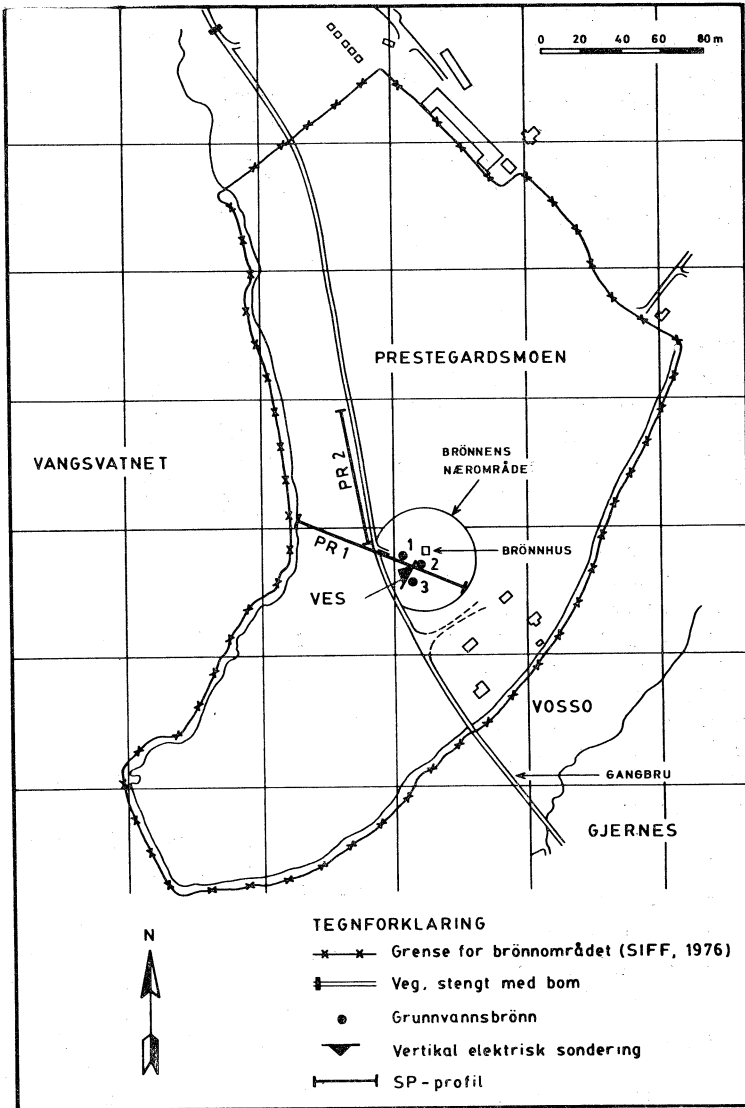 0 20 40 60 80 m
PRESTEGARDSMOEN
VANGSVATNET
BRÖNNENS
NÆROMRÅDE
PR 2
PR 1
1
2
3
BRÖNNHUS
VES
VOSSO
GANGBRU
GJERNES
N
TEGNFORKLARING
Grense for brönnområdet (SIFF, 1976)
Veg, stengt med bom
Grunnvannsbrönn
Vertikal elektrisk sondering
SP-profil